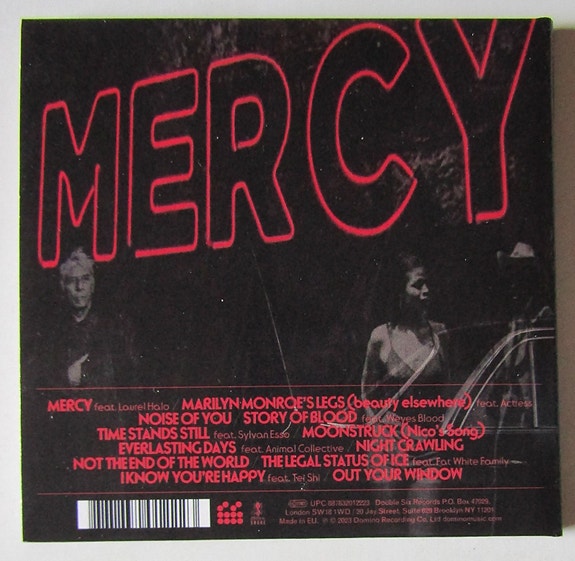 MERCY
MERCY feat. Laurel Halo / MARILYN MONROE'S LEGS (beauty elsewhere) feat. Actress
NOISE OF YOU / STORY OF BLOOD feat. Weyes Blood
TIME STANDS STILL feat. Sylvan Esso / MOONSTRUCK (Nico's Song)
EVERLASTING DAYS feat. Animal Collective / NIGHT CRAWLING
NOT THE END OF THE WORLD / THE LEGAL STATUS OF ICE feat. Fat White Family
I KNOW YOU'RE HAPPY feat. Tei Shi / OUT YOUR WINDOW
UPC Double Six Records P.O. Box 47029,
London SW18 1WD / 20 Jay Street, Suite 626 Brooklyn NY 11201
Made in EU. ℗ © 2023 Domino Recording Co. Ltd dominomusic.com